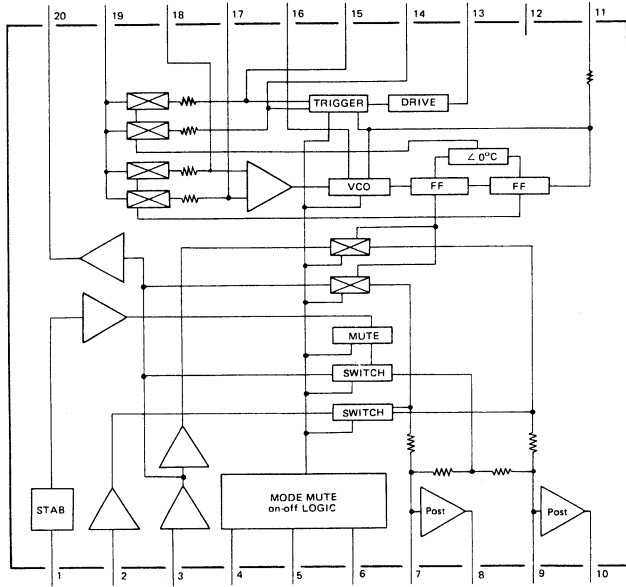 20 19 18 17 16 15 14 13 12 11
TRIGGER DRIVE
∠ 0°C
VCO FF FF
MUTE
SWITCH
SWITCH
STAB
MODE MUTE
on-off LOGIC
Post Post
1 2 3 4 5 6 7 8 9 10